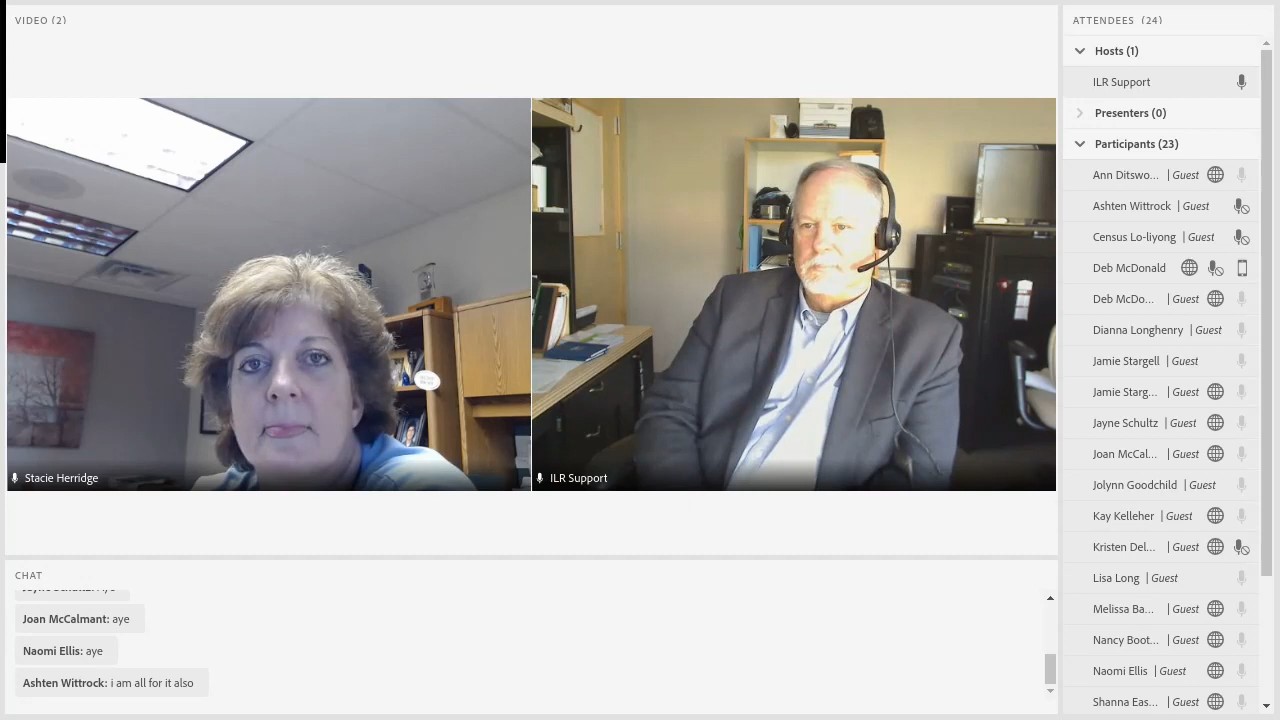 VIDEO (2)
Stacie Herridge
ILR Support
CHAT
Joan McCalmant: aye
Naomi Ellis: aye
Ashten Wittrock: i am all for it also
ATTENDEES (24)
Hosts (1)
ILR Support
Presenters (0)
Participants (23)
Ann Ditswo... | Guest
Ashten Wittrock | Guest
Census Lo-liyong | Guest
Deb McDonald
Deb McDo... | Guest
Dianna Longhenry | Guest
Jamie Stargell | Guest
Jamie Starg... | Guest
Jayne Schultz | Guest
Joan McCal... | Guest
Jolynn Goodchild | Guest
Kay Kelleher | Guest
Kristen Del... | Guest
Lisa Long | Guest
Melissa Ba... | Guest
Nancy Boot... | Guest
Naomi Ellis | Guest
Shanna Eas... | Guest